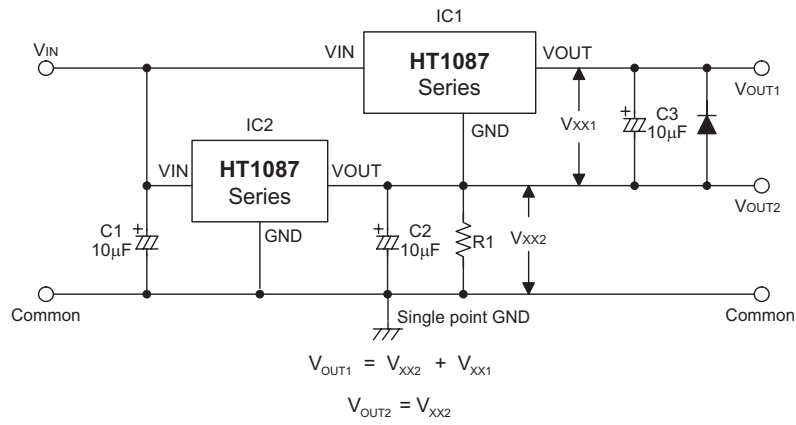 IC1
VIN
VIN
HT1087
Series
VOUT
GND
VOUT1
VXX1
C3
10μF
IC2
VIN
HT1087
Series
VOUT
GND
VOUT2
C1
10μF
C2
10μF
R1
VXX2
Common
Common
Single point GND
VOUT1 = VXX2 + VXX1
VOUT2 = VXX2